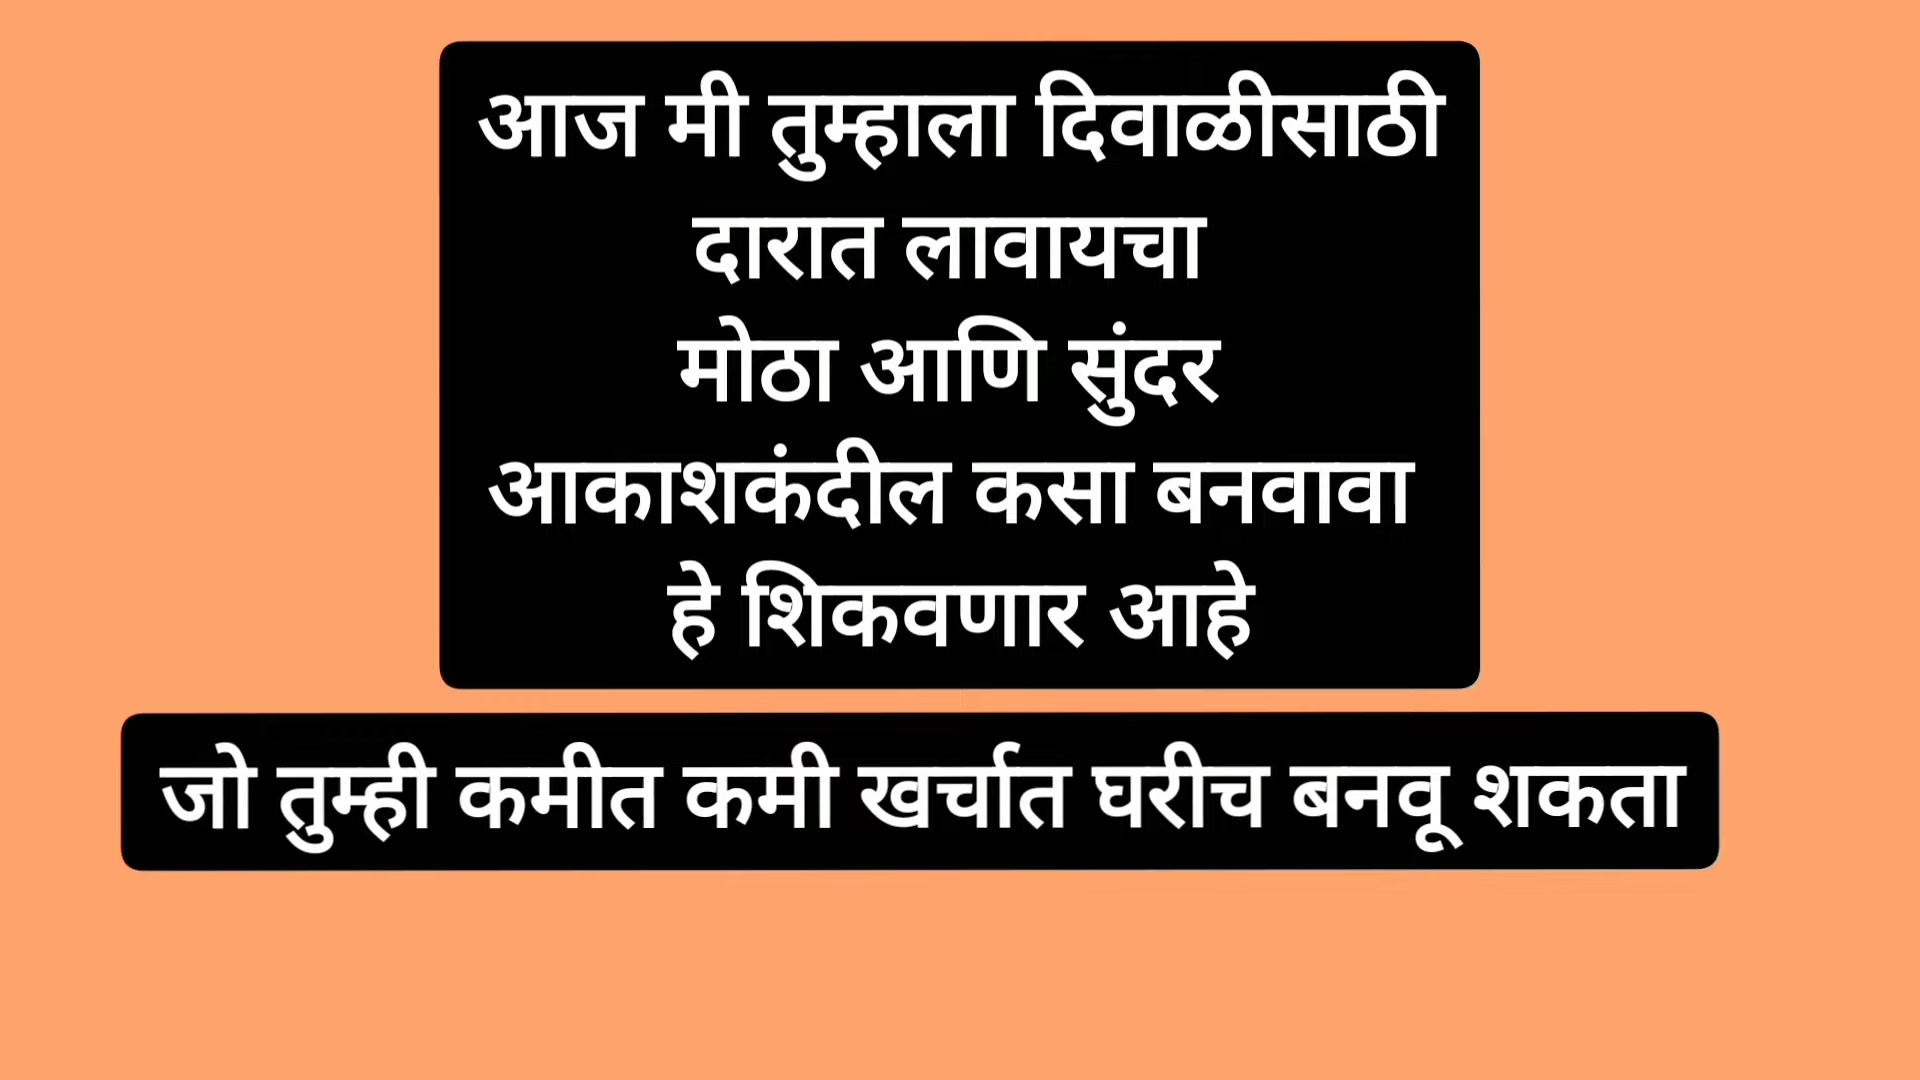 आज मी तुम्हाला दिवाळीसाठी
दारात लावायचा
मोठा आणि सुंदर
आकाशकंदील कसा बनवावा
हे शिकवणार आहे
जो तुम्ही कमीत कमी खर्चात घरीच बनवू शकता